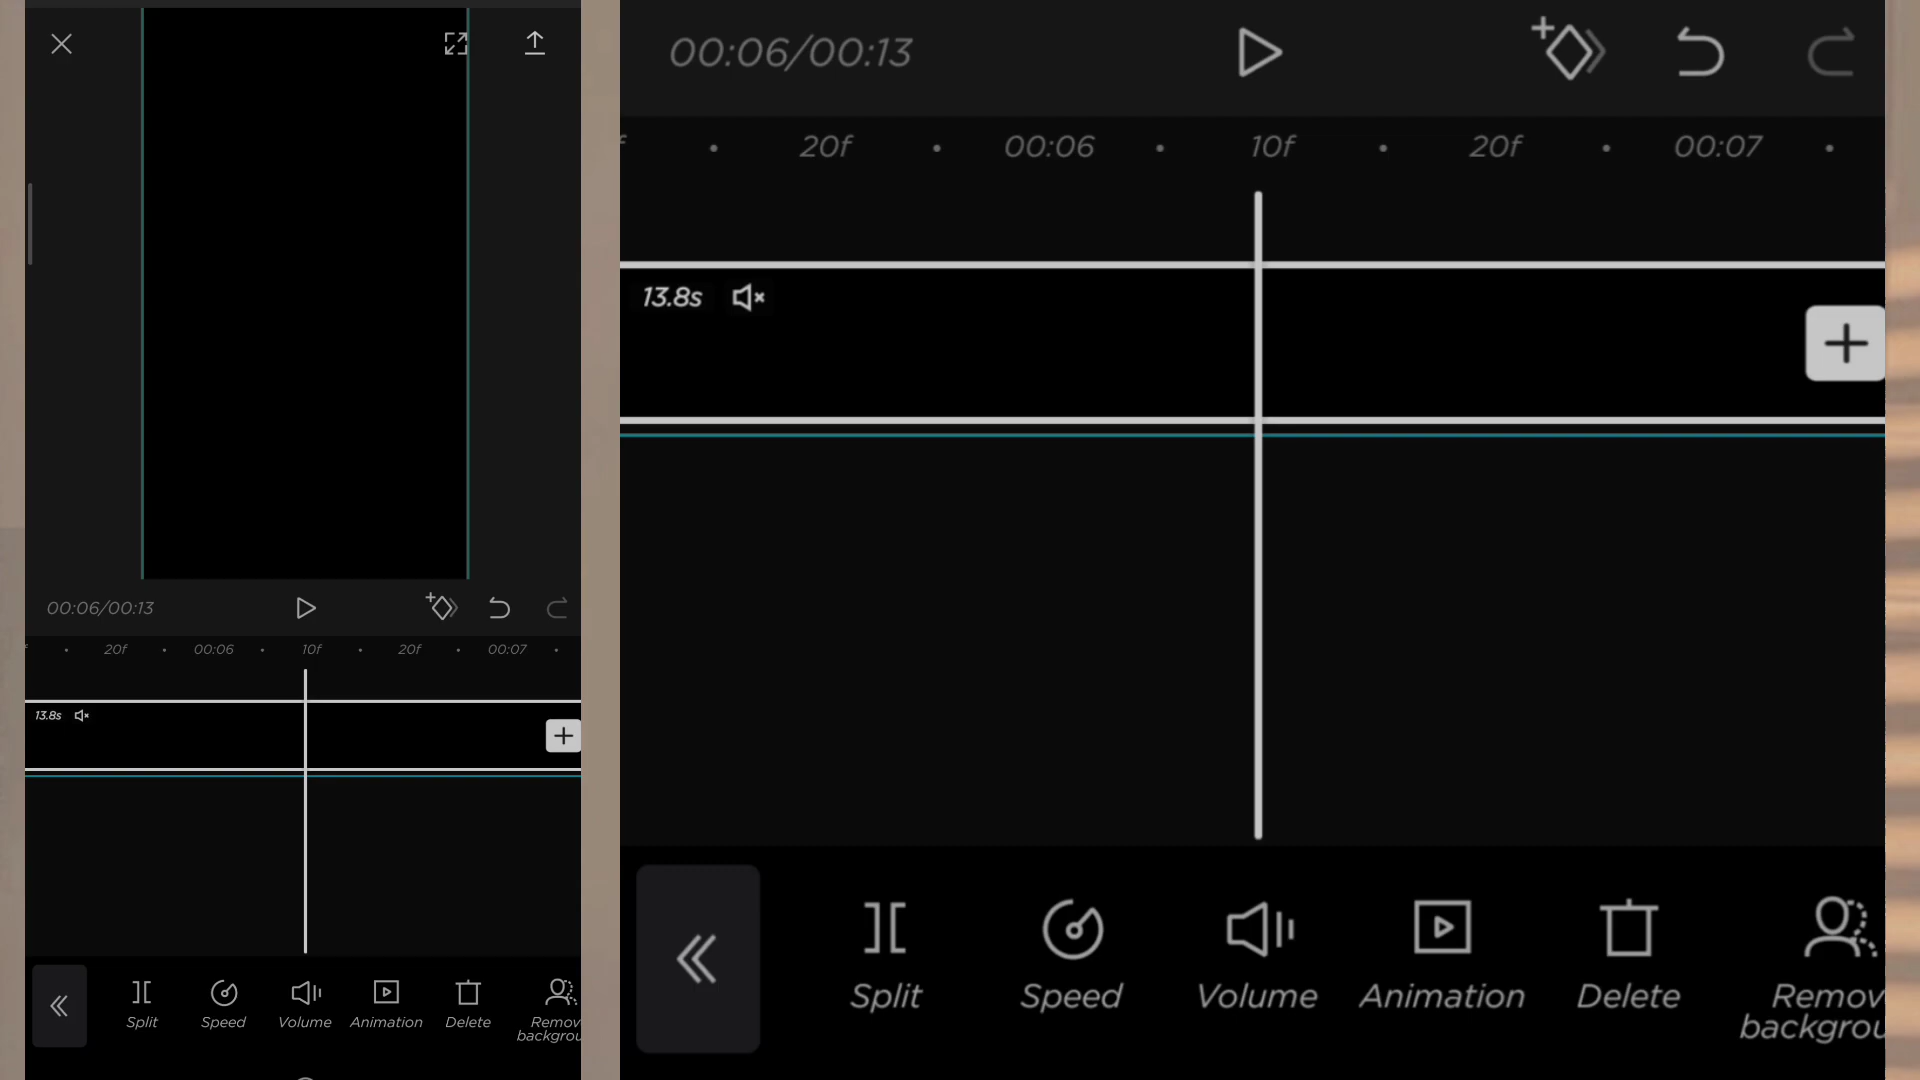 00:06/00:13
20f 00:06 10f 20f 00:07
13.8s
Split Speed Volume Animation Delete Remov
backgrou
00:06/00:13
f 20f 00:06 10f 20f 00:07
13.8s
Split Speed Volume Animation Delete Remov
backgrou